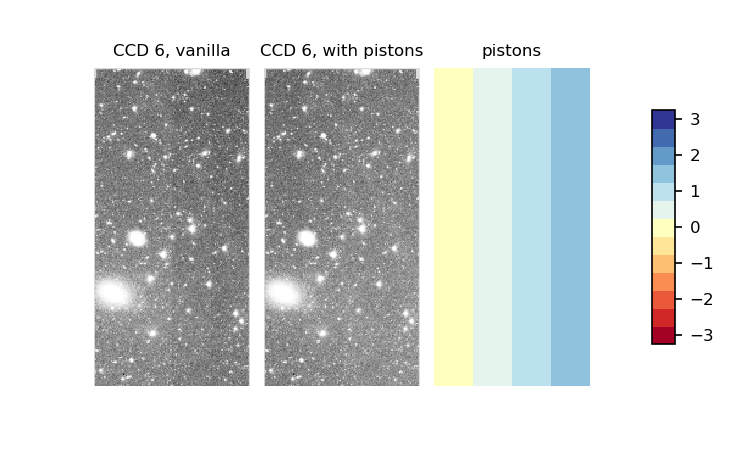 CCD 6, vanilla
CCD 6, with pistons
pistons
3
2
1
0
−1
−2
−3